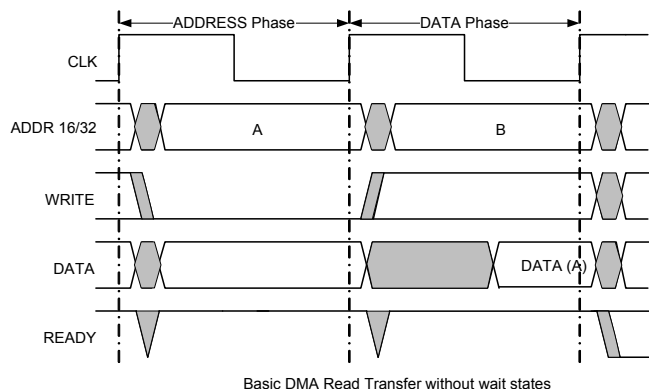 ADDRESS Phase DATA Phase
CLK
ADDR 16/32 A B
WRITE
DATA DATA (A)
READY
Basic DMA Read Transfer without wait states